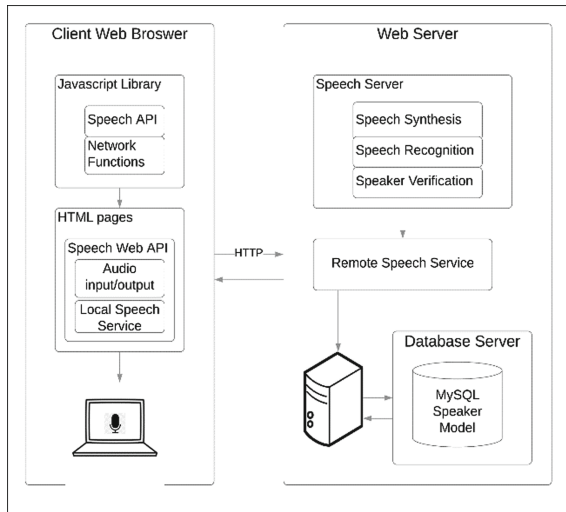 Client Web Broswer
Javascript Library
Speech API
Network
Functions
HTML pages
Speech Web API
Audio
input/output
Local Speech
Service
HTTP
Web Server
Speech Server
Speech Synthesis
Speech Recognition
Speaker Verification
Remote Speech Service
Database Server
MySQL
Speaker
Model